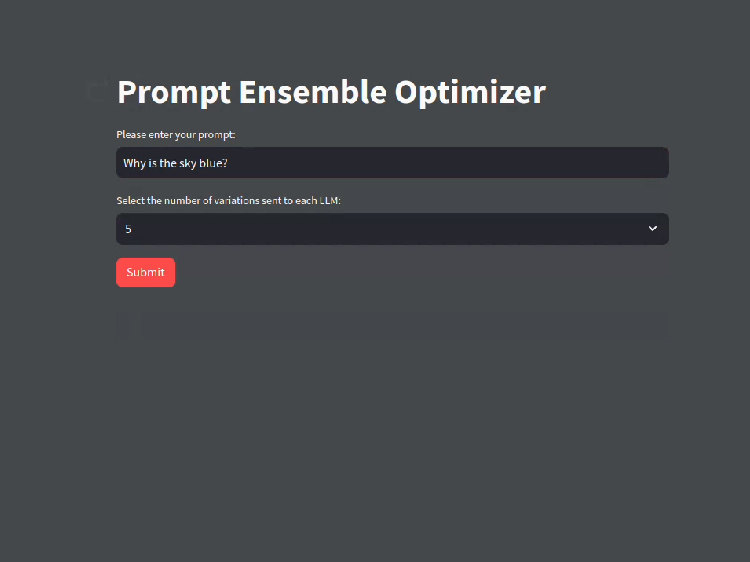 Prompt Ensemble Optimizer
Please enter your prompt:
Why is the sky blue?
Select the number of variations sent to each LLM:
5
Submit